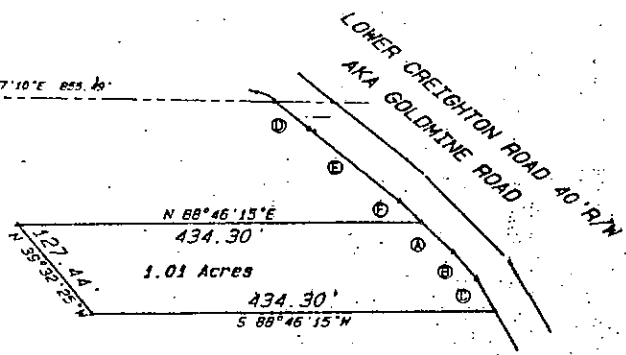 LOWER CREIGHTON ROAD 40'R/W
AKA GOLDMINE ROAD
7'10"E 855.49'
D
E
F
N 88°46'15"E
434.30'
A
127.44'
N 39°32'25"W
1.01 Acres
B
C
434.30'
S 88°46'15"W